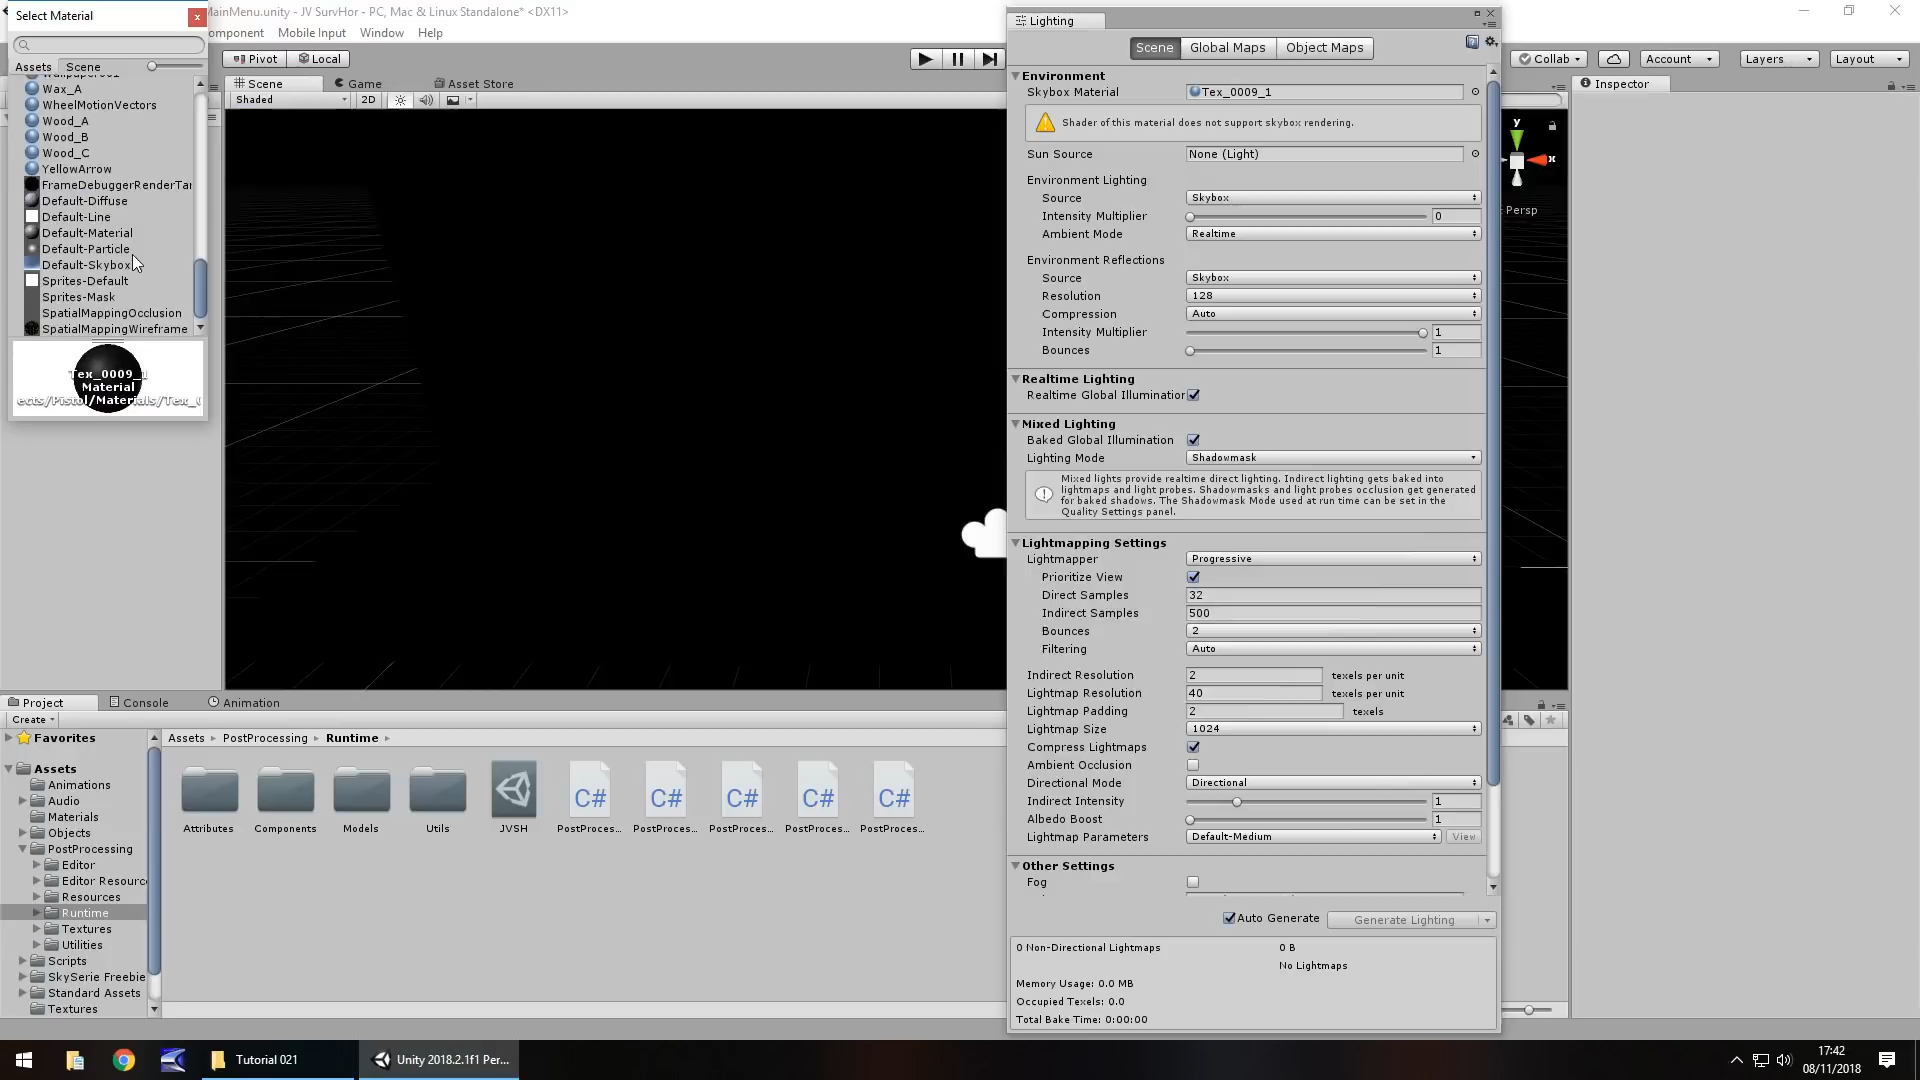 Select Material
x
MainMenu.unity - JV SurvHor - PC, Mac & Linux Standalone* <DX11>
omponent Mobile Input Window Help
Assets Scene
Wax_A
WheelMotionVectors
Wood_A
Wood_B
Wood_C
YellowArrow
FrameDebuggerRenderTar
Default-Diffuse
Default-Line
Default-Material
Default-Particle
Default-Skybox
Sprites-Default
Sprites-Mask
SpatialMappingOcclusion
SpatialMappingWireframe
Tex_0009_1
Material
ects/Pistol/Materials/Tex_(
Pivot Local
Scene Game Asset Store
Shaded 2D
Lighting
Scene Global Maps Object Maps
Environment
Skybox Material Tex_0009_1
Shader of this material does not support skybox rendering.
Sun Source None (Light)
Environment Lighting
Source Skybox
Intensity Multiplier 0
Ambient Mode Realtime
Environment Reflections
Source Skybox
Resolution 128
Compression Auto
Intensity Multiplier 1
Bounces 1
Realtime Lighting
Realtime Global Illumination
Mixed Lighting
Baked Global Illumination
Lighting Mode Shadowmask
Mixed lights provide realtime direct lighting. Indirect lighting gets baked into
lightmaps and light probes. Shadowmasks and light probes occlusion get generated
for baked shadows. The Shadowmask Mode used at run time can be set in the
Quality Settings panel.
Lightmapping Settings
Lightmapper Progressive
Prioritize View
Direct Samples 32
Indirect Samples 500
Bounces 2
Filtering Auto
Indirect Resolution 2 texels per unit
Lightmap Resolution 40 texels per unit
Lightmap Padding 2 texels
Lightmap Size 1024
Compress Lightmaps
Ambient Occlusion
Directional Mode Directional
Indirect Intensity 1
Albedo Boost 1
Lightmap Parameters Default-Medium View
Other Settings
Fog
Auto Generate Generate Lighting
0 Non-Directional Lightmaps 0 B
No Lightmaps
Memory Usage: 0.0 MB
Occupied Texels: 0.0
Total Bake Time: 0:00:00
Collab Account Layers Layout
Inspector
y
x
Persp
Project Console Animation
Create
Favorites
Assets
Animations
Audio
Materials
Objects
PostProcessing
Editor
Editor Resourc
Resources
Runtime
Textures
Utilities
Scripts
SkySerie Freebie
Standard Assets
Textures
Assets PostProcessing Runtime
C# C# C# C# C#
Attributes Components Models Utils JVSH PostProces... PostProces... PostProces... PostProces... PostProces...
Tutorial 021
Unity 2018.2.1f1 Per...
17:42
08/11/2018